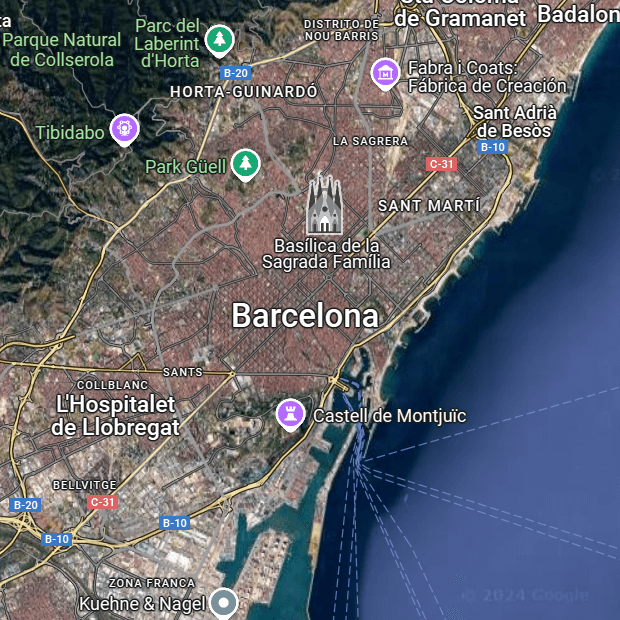 ta
Sta Coloma
de Gramanet
Badalon
Parque Natural
de Collserola
Parc del
Laberint
d'Horta
DISTRITO DE
NOU BARRIS
B-20
HORTA-GUINARDÓ
Fabra i Coats:
Fábrica de Creación
Sant Adrià
de Besòs
Tibidabo
LA SAGRERA
B-10
C-31
Park Güell
SANT MARTÍ
Basílica de la
Sagrada Família
Barcelona
SANTS
COLLBLANC
L'Hospitalet
de Llobregat
Castell de Montjuïc
BELLVITGE
B-20
C-31
B-10
B-10
ZONA FRANCA
Kuehne & Nagel
© 2024 Google